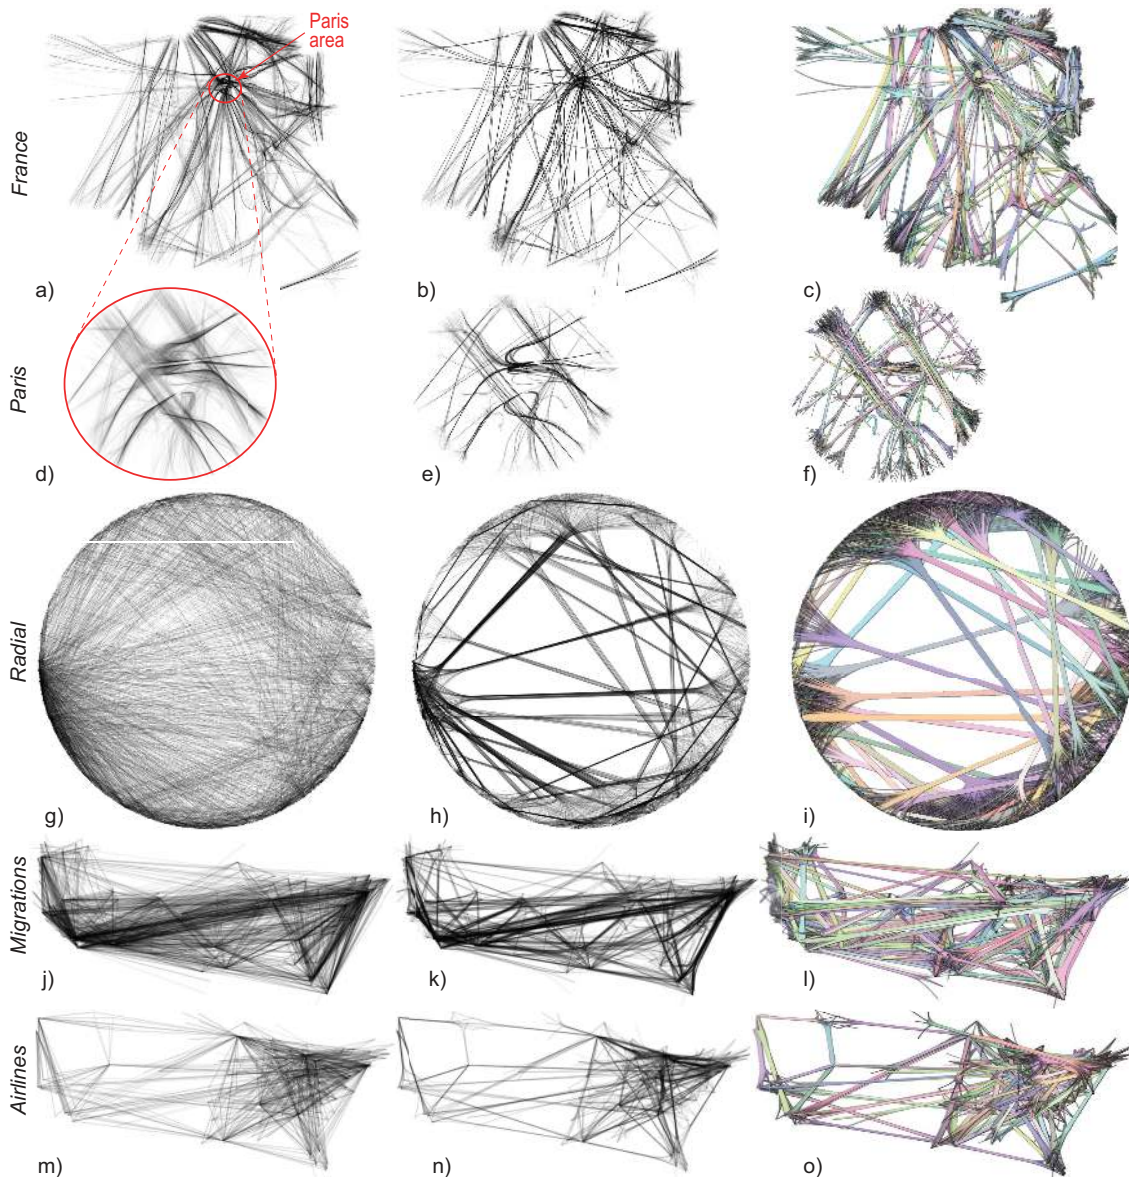 Paris
area
France
a)
b)
c)
Paris
d)
e)
f)
Radial
g)
h)
i)
Migrations
j)
k)
l)
Airlines
m)
n)
o)